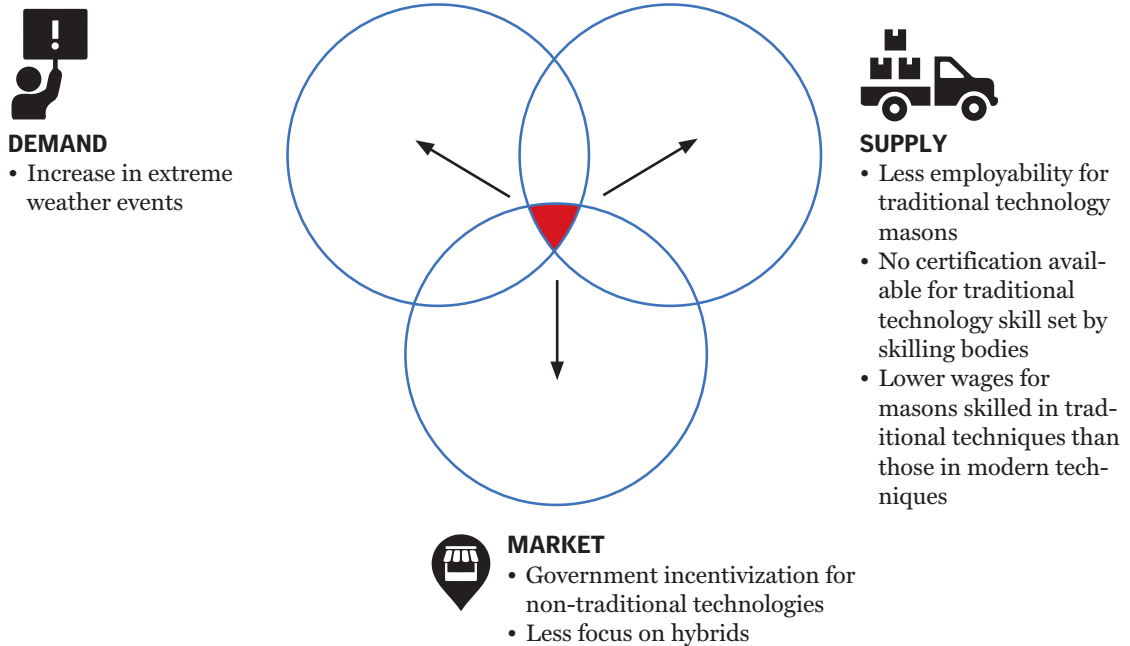 DEMAND
• Increase in extreme
weather events
SUPPLY
• Less employability for
traditional technology
masons
• No certification avail-
able for traditional
technology skill set by
skilling bodies
• Lower wages for
masons skilled in trad-
itional techniques than
those in modern tech-
niques
MARKET
• Government incentivization for
non-traditional technologies
• Less focus on hybrids